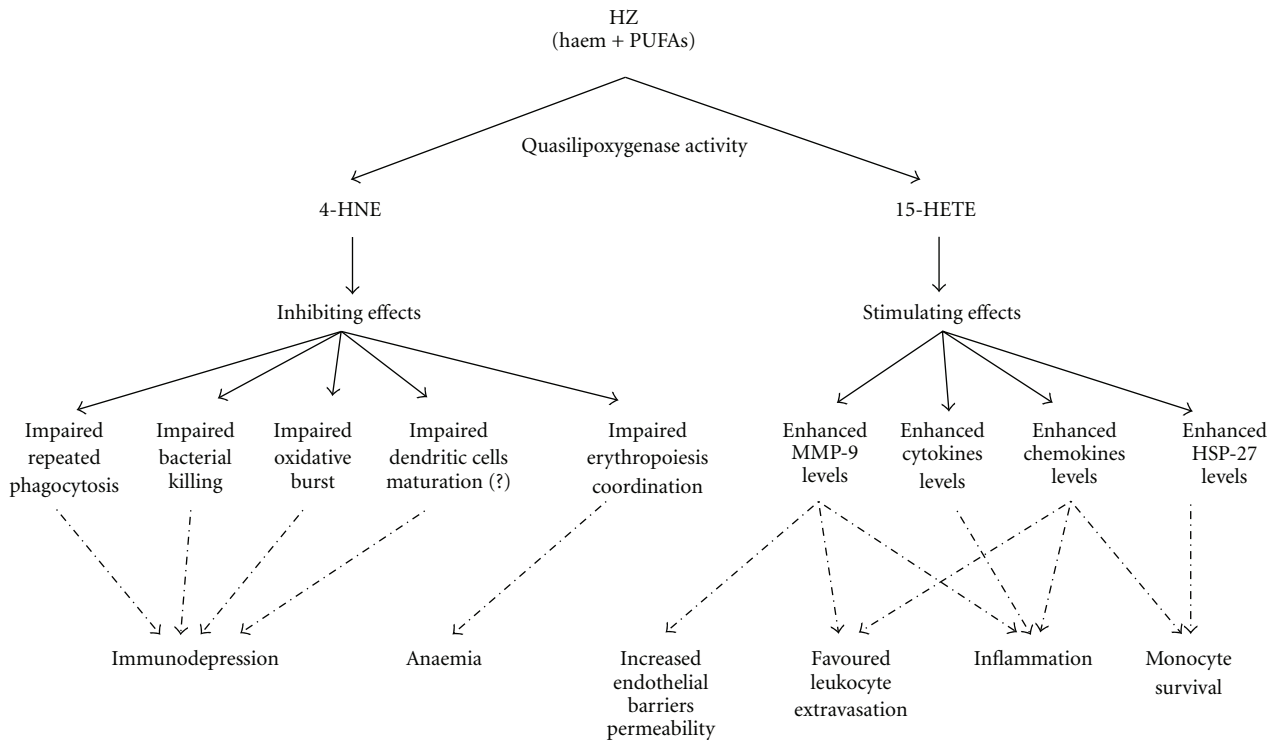 HZ
(haem + PUFAs)
Quasilipoxygenase activity
4-HNE
15-HETE
Inhibiting effects
Stimulating effects
Impaired
repeated
phagocytosis
Impaired
bacterial
killing
Impaired
oxidative
burst
Impaired
dendritic cells
maturation (?)
Impaired
erythropoiesis
coordination
Enhanced
MMP-9
levels
Enhanced
cytokines
levels
Enhanced
chemokines
levels
Enhanced
HSP-27
levels
Immunodepression
Anaemia
Increased
endothelial
barriers
permeability
Favoured
leukocyte
extravasation
Inflammation
Monocyte
survival